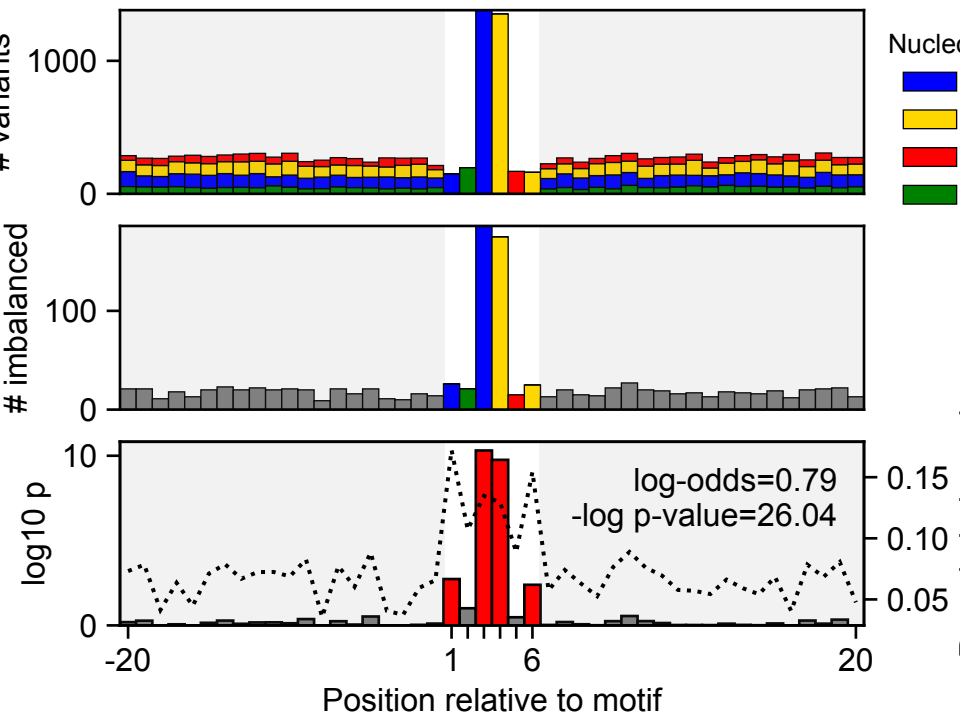 # variants
1000
0
Nucleo
# imbalanced
100
0
log10 p
10
0
log-odds=0.79
-log p-value=26.04
0.15
0.10
0.05
-20
1
6
20
Position relative to motif